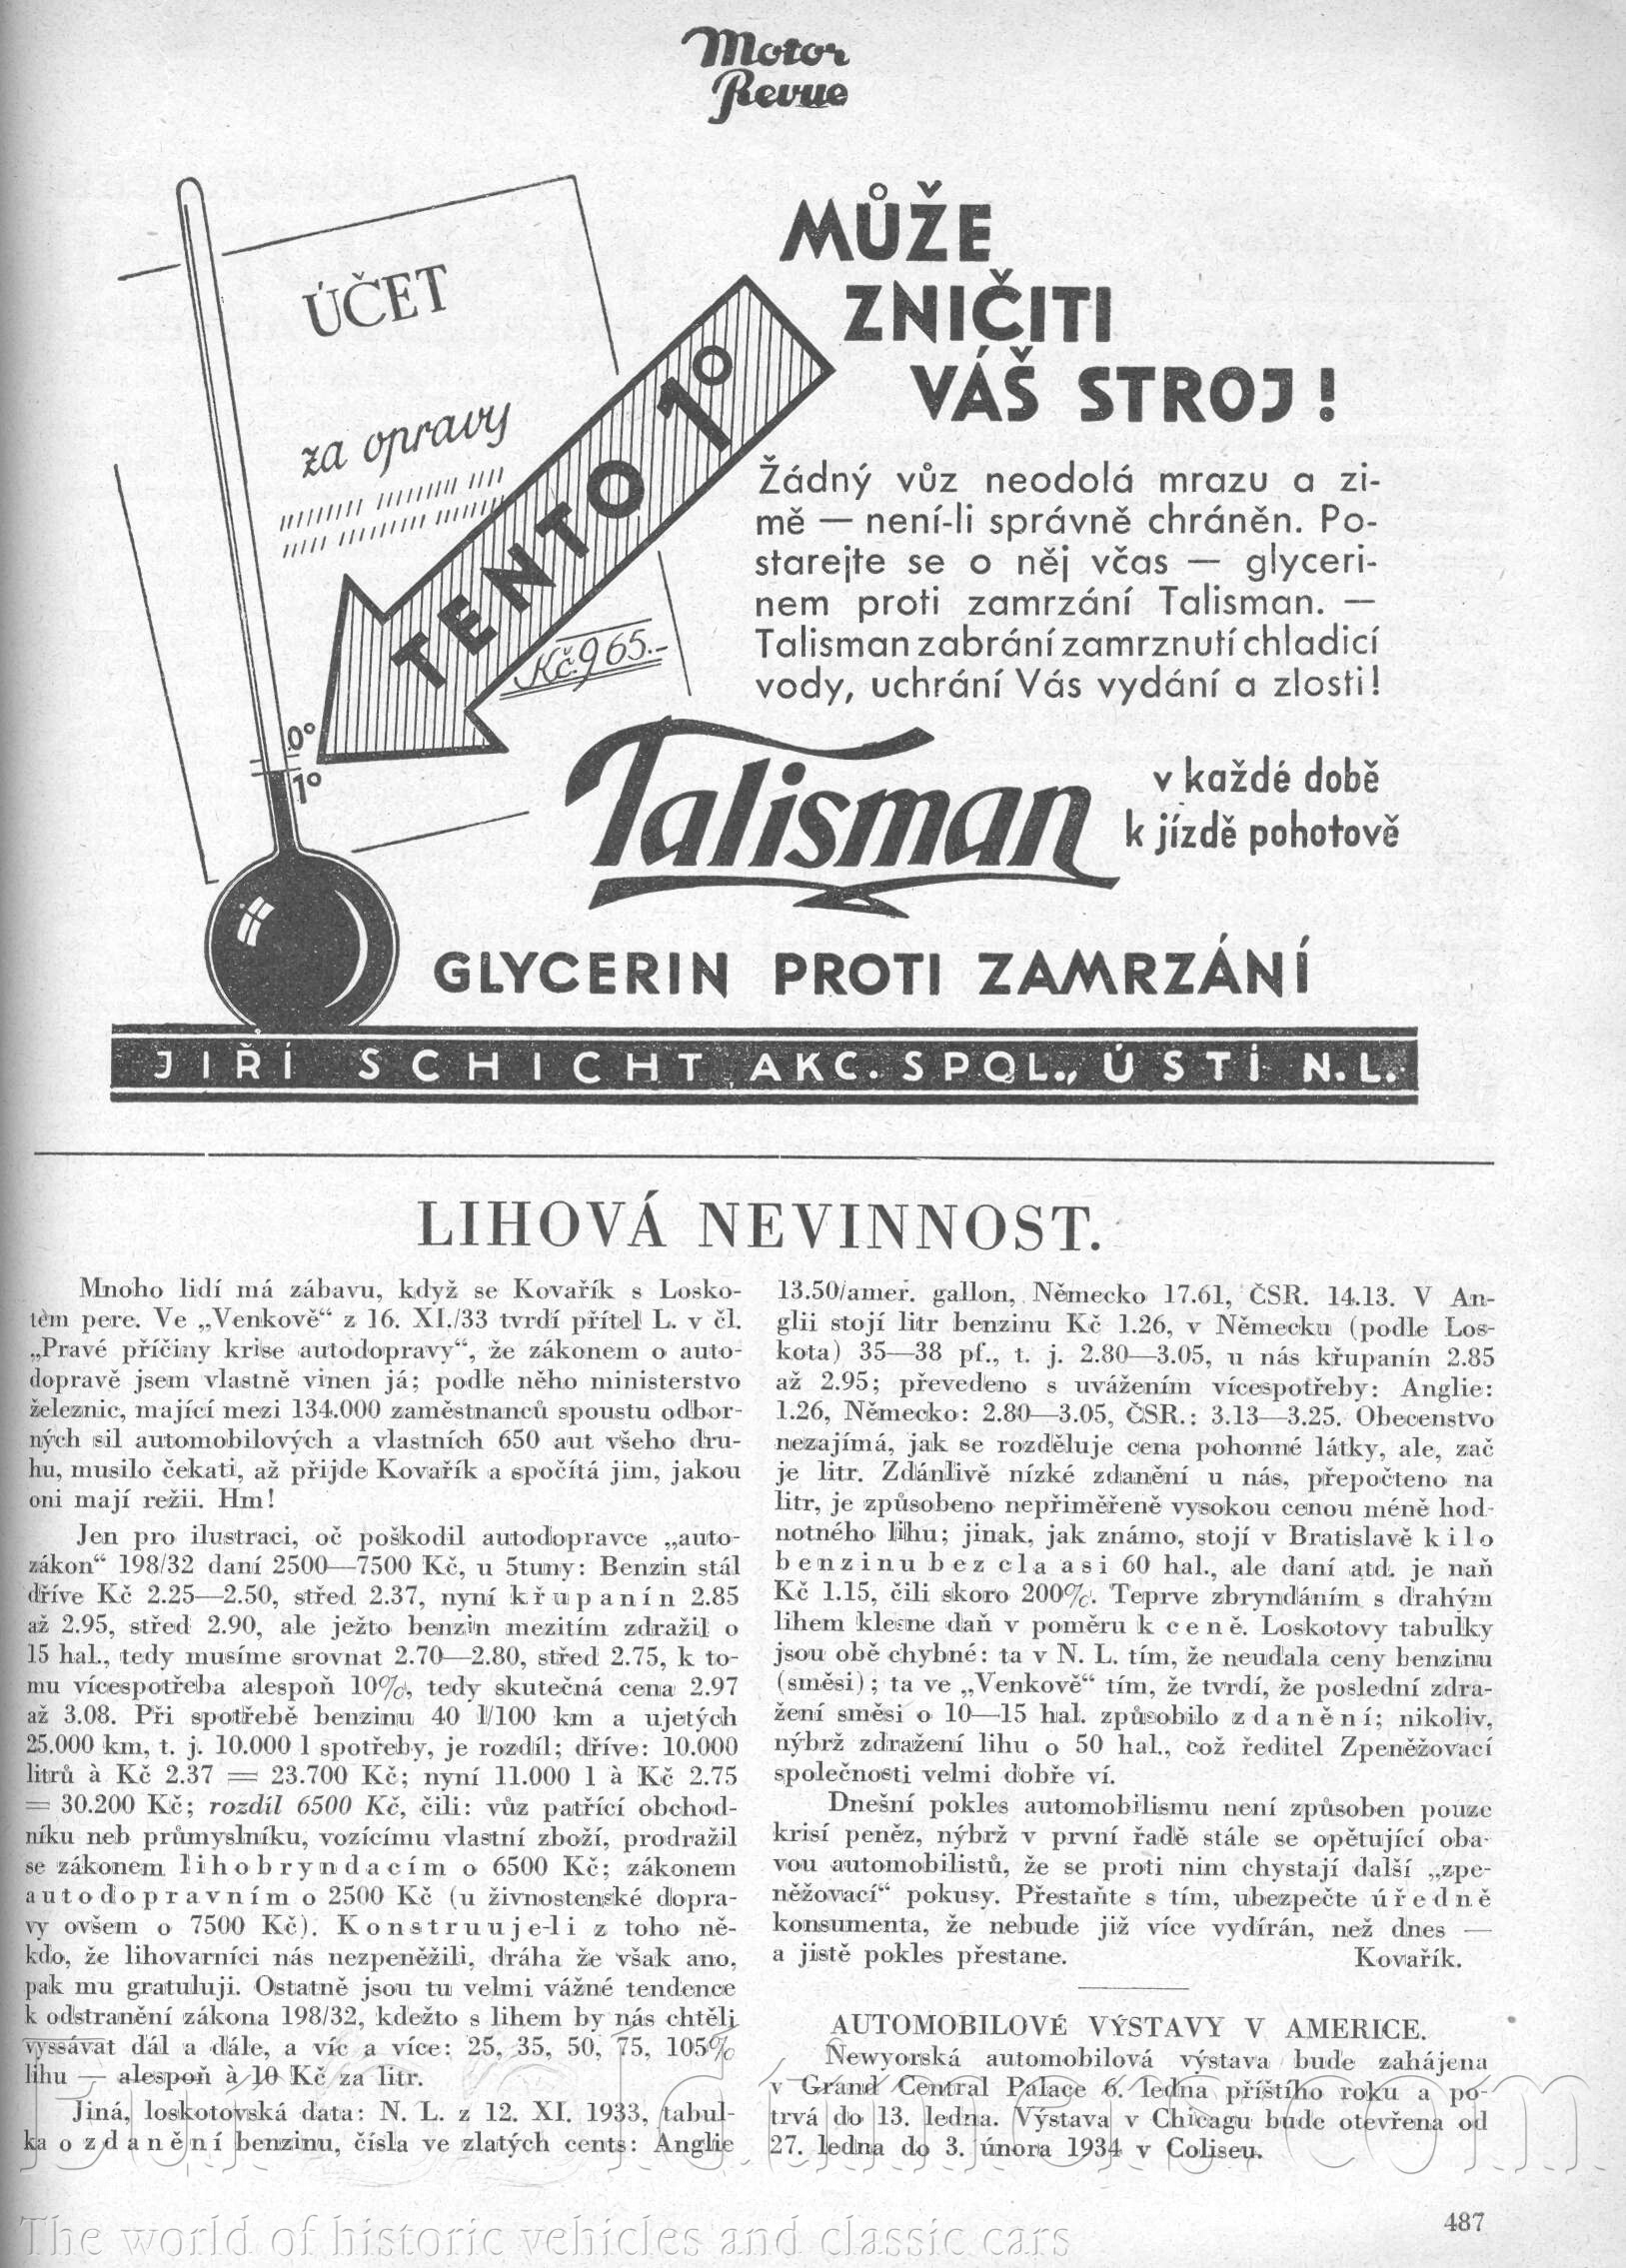 Motor
Revue
ÚČET
za opravy
TENTO 1°
Kč 965.-
0°
1°
MŮŽE
ZNIČITI
VÁŠ STROJ!
Žádný vůz neodolá mrazu a zi-
mě — není-li správně chráněn. Po-
starejte se o něj včas — glyceri-
nem proti zamrzání Talisman. —
Talisman zabrání zamrznutí chladicí
vody, uchrání Vás vydání a zlosti!
Talisman
v každé době
k jízdě pohotově
GLYCERIN PROTI ZAMRZÁNÍ
JIŘÍ SCHICHT, AKC. SPOL., ÚSTÍ N. L.
LIHOVÁ NEVINNOST.
Mnoho lidí má zábavu, když se Kovařík s Losko-
tem pere. Ve „Venkově“ z 16. XI./33 tvrdí přítel L. v čl.
„Pravé příčiny krise autodopravy“, že zákonem o auto-
dopravě jsem vlastně vinen já; podle něho ministerstvo
železnic, mající mezi 134.000 zaměstnanců spoustu odbor-
ných sil automobilových a vlastních 650 aut všeho dru-
hu, musilo čekati, až přijde Kovařík a spočítá jim, jakou
oni mají režii. Hm!
Jen pro ilustraci, oč poškodil autodopravce „auto-
zákon“ 198/32 daní 2500—7500 Kč, u 5tuny: Benzin stál
dříve Kč 2.25—2.50, střed 2.37, nyní křupanín 2.85
až 2.95, střed 2.90, ale ježto benzin mezitím zdražil o
15 hal., tedy musíme srovnat 2.70—2.80, střed 2.75, k to-
mu vícespotřeba alespoň 10%, tedy skutečná cena 2.97
až 3.08. Při spotřebě benzinu 40 l/100 km a ujetých
25.000 km, t. j. 10.000 l spotřeby, je rozdíl; dříve: 10.000
litrů à Kč 2.37 = 23.700 Kč; nyní 11.000 l à Kč 2.75
= 30.200 Kč; rozdíl 6500 Kč, čili: vůz patřící obchod-
níku neb průmyslníku, vozícímu vlastní zboží, prodražil
se zákonem lihobryndacím o 6500 Kč; zákonem
autodopravním o 2500 Kč (u živnostenské dopra-
vy ovšem o 7500 Kč). Konstruuje-li z toho ně-
kdo, že lihovarníci nás nezpeněžili, dráha že však ano,
pak mu gratuluji. Ostatně jsou tu velmi vážné tendence
k odstranění zákona 198/32, kdežto s lihem by nás chtěli
vyssávat dál a dále, a víc a více: 25, 35, 50, 75, 105%
lihu — alespoň à 10 Kč za litr.
Jiná, loskotovská data: N. L. z 12. XI. 1933, tabul-
ka o zdanění benzinu, čísla ve zlatých cents: Anglie
13.50/amer. gallon, Německo 17.61, ČSR. 14.13. V An-
glii stojí litr benzinu Kč 1.26, v Německu (podle Los-
kota) 35—38 pf., t. j. 2.80—3.05, u nás křupanín 2.85
až 2.95; převedeno s uvážením vícespotřeby: Anglie:
1.26, Německo: 2.80—3.05, ČSR.: 3.13—3.25. Obecenstvo
nezajímá, jak se rozděluje cena pohonné látky, ale, zač
je litr. Zdánlivě nízké zdanění u nás, přepočteno na
litr, je způsobeno nepřiměřeně vysokou cenou méně hod-
notného lihu; jinak, jak známo, stojí v Bratislavě kilo
benzinu bez cla asi 60 hal., ale daní atd. je naň
Kč 1.15, čili skoro 200%. Teprve zbryndáním s drahým
lihem klesne daň v poměru k ceně. Loskotovy tabulky
jsou obě chybné: ta v N. L. tím, že neudala ceny benzinu
(směsi); ta ve „Venkově“ tím, že tvrdí, že poslední zdra-
žení směsi o 10—15 hal. způsobilo zdanění; nikoliv,
nýbrž zdražení lihu o 50 hal., což ředitel Zpeněžovací
společnosti velmi dobře ví.
Dnešní pokles automobilismu není způsoben pouze
krisí peněz, nýbrž v první řadě stále se opětující oba-
vou automobilistů, že se proti nim chystají další „zpe-
něžovací“ pokusy. Přestaňte s tím, ubezpečte úředně
konsumenta, že nebude již více vydírán, než dnes —
a jistě pokles přestane. Kovařík.
AUTOMOBILOVÉ VÝSTAVY V AMERICE.
Newyorská automobilová výstava bude zahájena
v Grand Central Palace 6. ledna příštího roku a po-
trvá do 13. ledna. Výstava v Chicagu bude otevřena od
27. ledna do 3. února 1934 v Coliseu.
487
The world of historic vehicles and classic cars